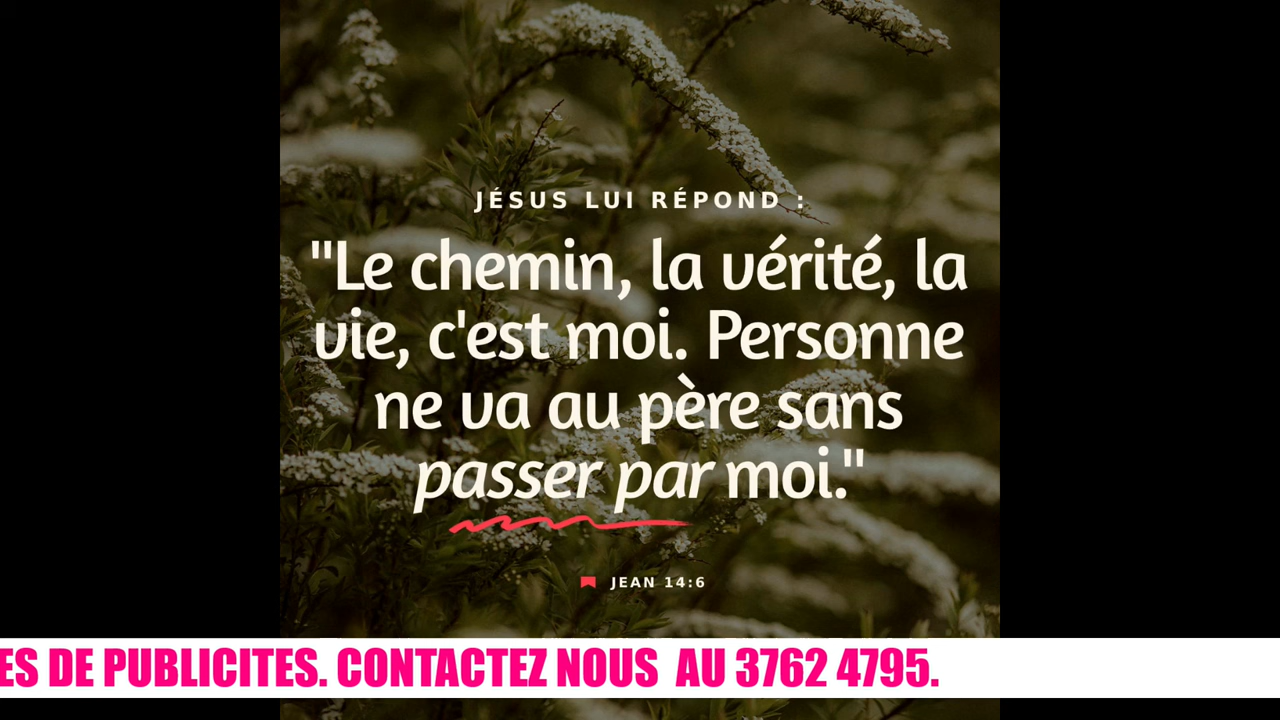 JÉSUS LUI RÉPOND :
"Le chemin, la vérité, la
vie, c'est moi. Personne
ne va au père sans
passer par moi."
JEAN 14:6
ES DE PUBLICITES. CONTACTEZ NOUS  AU 3762 4795.